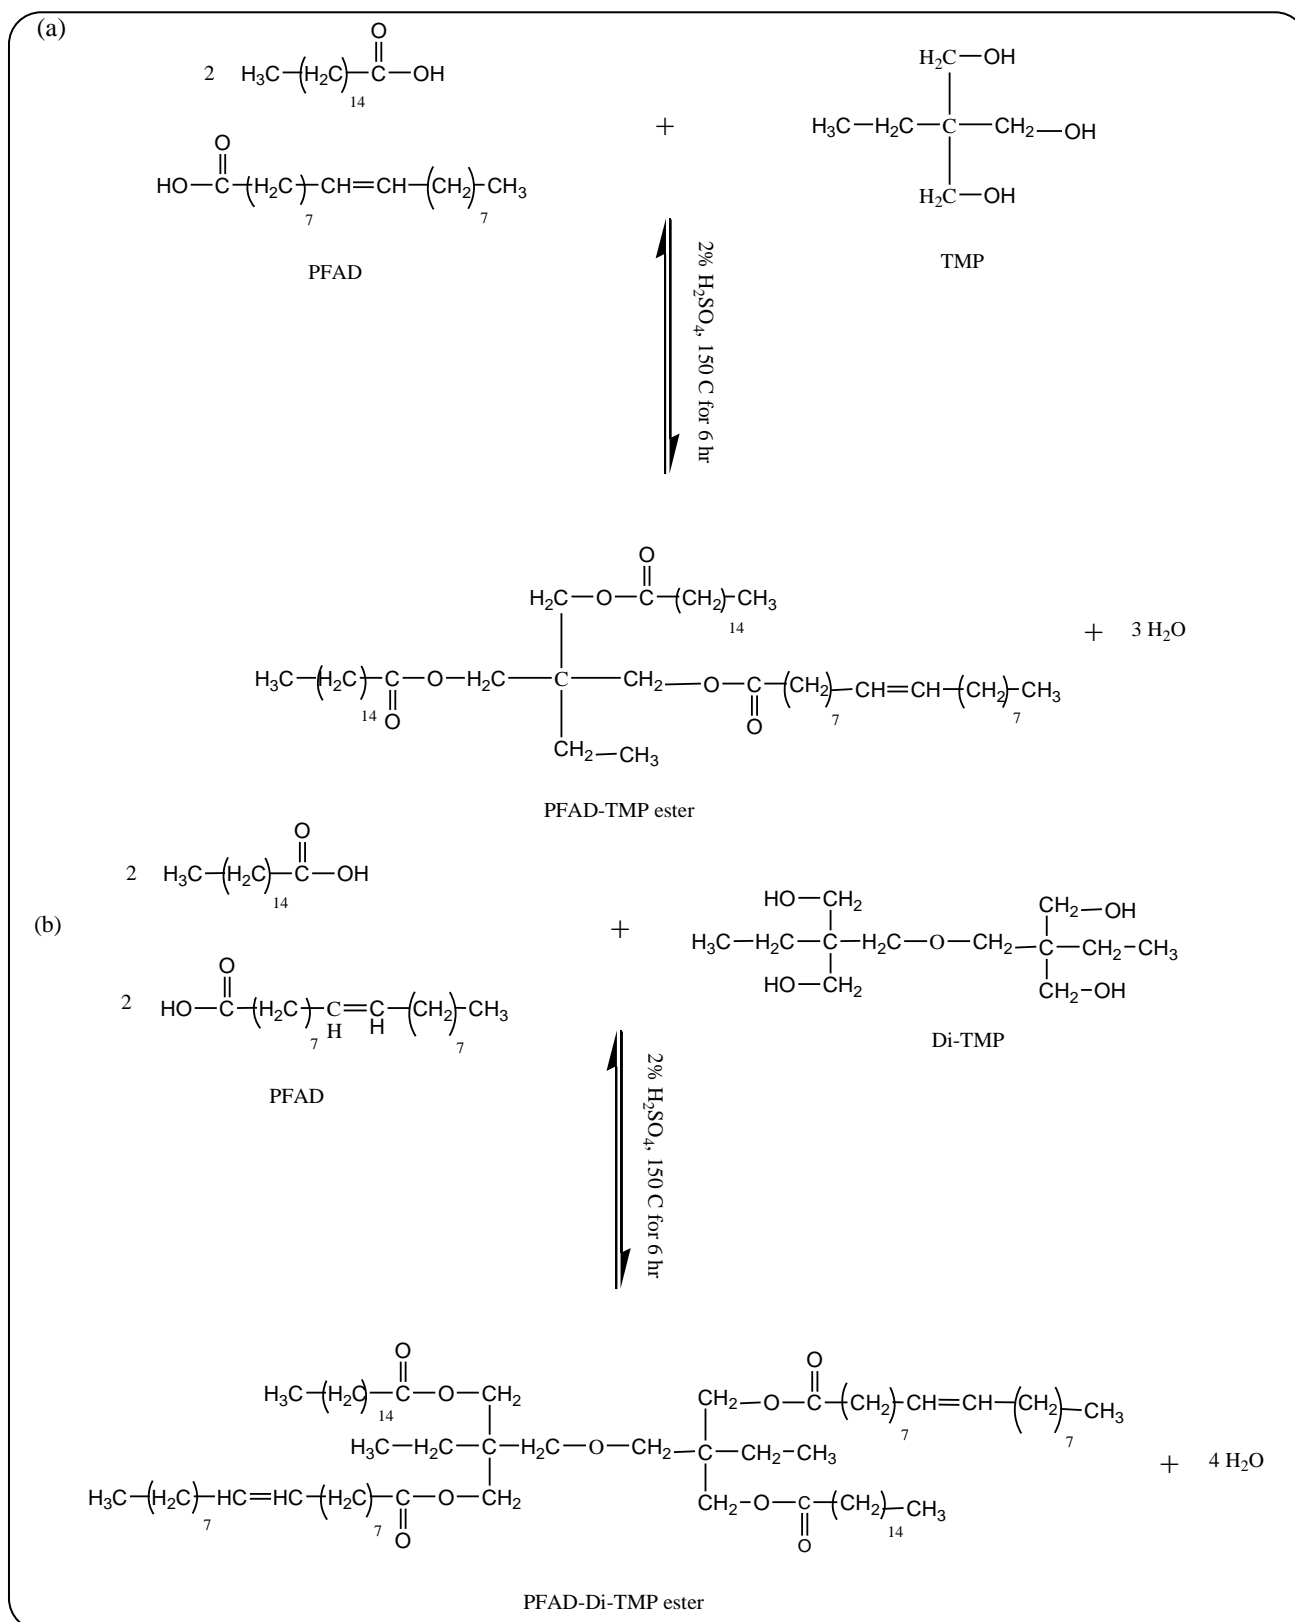 (a)
2 H3C—(H2C)14—C(=O)—OH
HO—C(=O)—(H2C)7—CH=CH—(CH2)7—CH3
PFAD
+
H2C—OH
H3C—H2C—C—CH2—OH
H2C—OH
TMP
2% H2SO4, 150 C for 6 hr
H2C—O—C(=O)—(CH2)14—CH3
H3C—(H2C)14—C(=O)—O—H2C—C—CH2—O—C(=O)—(CH2)7—CH=CH—(CH2)7—CH3
CH2—CH3
+ 3 H2O
PFAD-TMP ester
(b)
2 H3C—(H2C)14—C(=O)—OH
2 HO—C(=O)—(H2C)7—CH=CH—(CH2)7—CH3
PFAD
+
HO—CH2 CH2—OH
H3C—H2C—C—H2C—O—CH2—C—CH2—CH3
HO—CH2 CH2—OH
Di-TMP
2% H2SO4, 150 C for 6 hr
H3C—(H2C)14—C(=O)—O—CH2 CH2—O—C(=O)—(CH2)7—CH=CH—(CH2)7—CH3
H3C—H2C—C—H2C—O—CH2—C—CH2—CH3
H3C—(H2C)7—HC=HC—(H2C)7—C(=O)—O—CH2 CH2—O—C(=O)—(CH2)14—CH3
+ 4 H2O
PFAD-Di-TMP ester